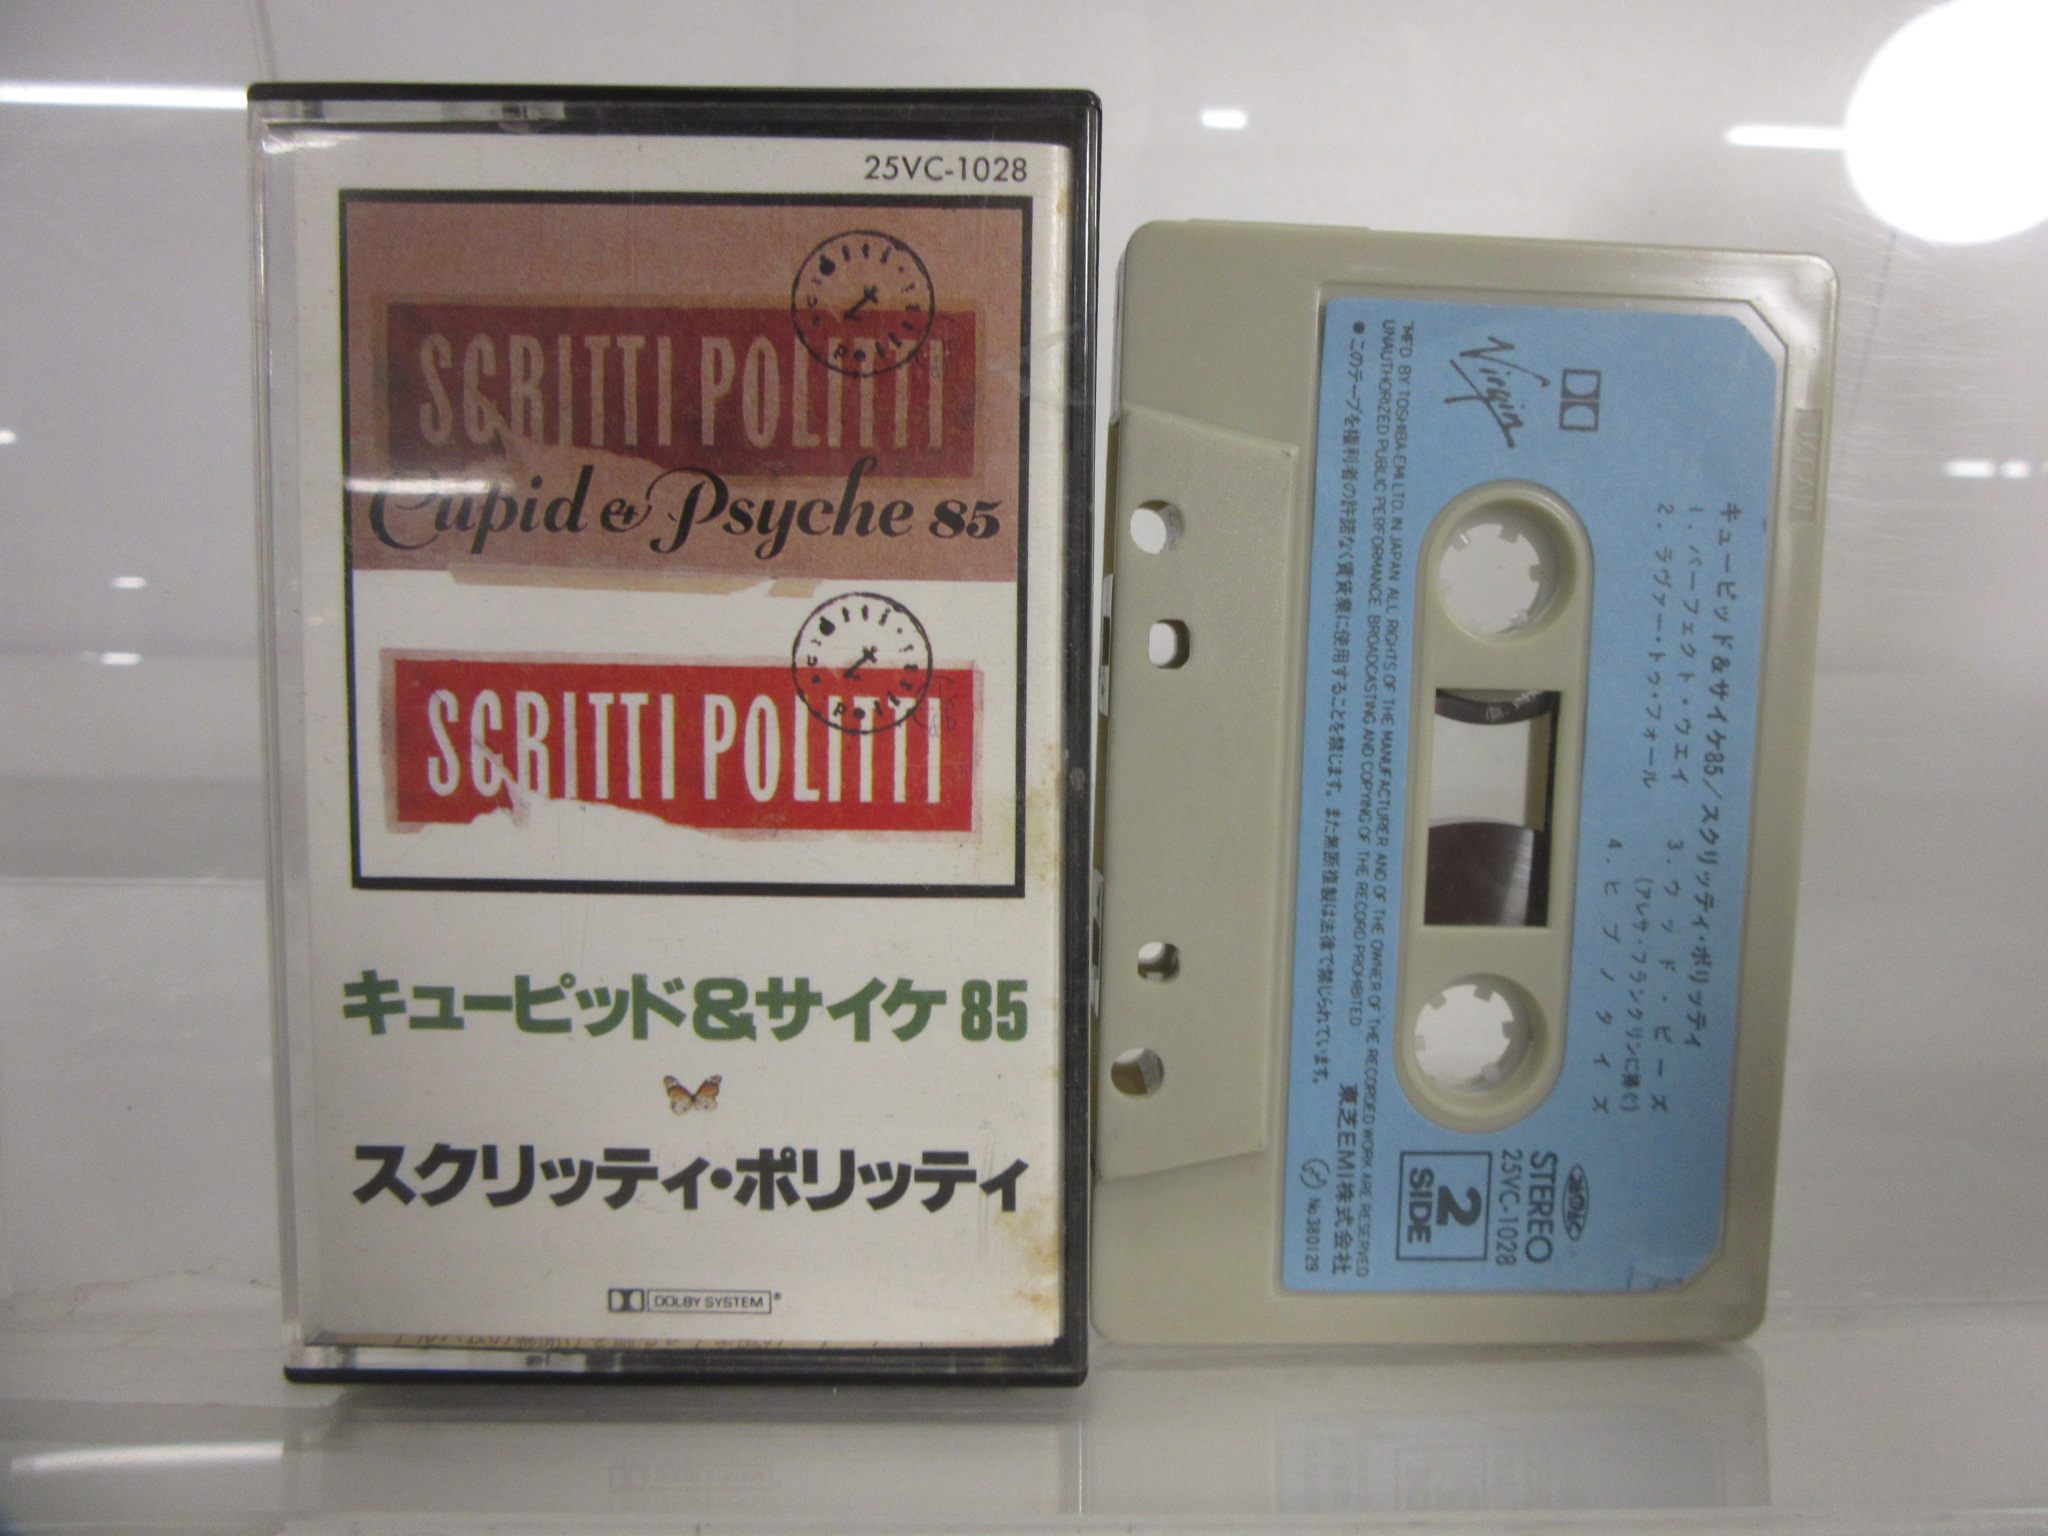 25VC-1028
SCRITTI POLITTI
Cupid & Psyche 85
SCRITTI POLITTI
キューピッド&サイケ85
スクリッティ・ポリッティ
DOLBY SYSTEM®
JAPAN
キューピッド&サイケ85/スクリッティ・ポリッティ
1. パーフェクト・ウエイ
2. ラヴァー・トゥ・フォール
3. ウッド・ビーズ
(アレサ・フランクリンに捧ぐ)
4. ヒプノタイズ
Virgin
STEREO
25VC-1028
2
SIDE
"MFD BY TOSHIBA EMI LTD. IN JAPAN ALL RIGHTS OF THE MANUFACTURER AND OF THE OWNER OF THE RECORDED WORK ARE RESERVED
UNAUTHORIZED PUBLIC PERFORMANCE BROADCASTING AND COPYING OF THE RECORD PROHIBITED
●このテープを権利者の許諾なく賃貸業に使用することを禁じます。また無断複製は法律で禁じられています。
東芝EMI株式会社
No.380129